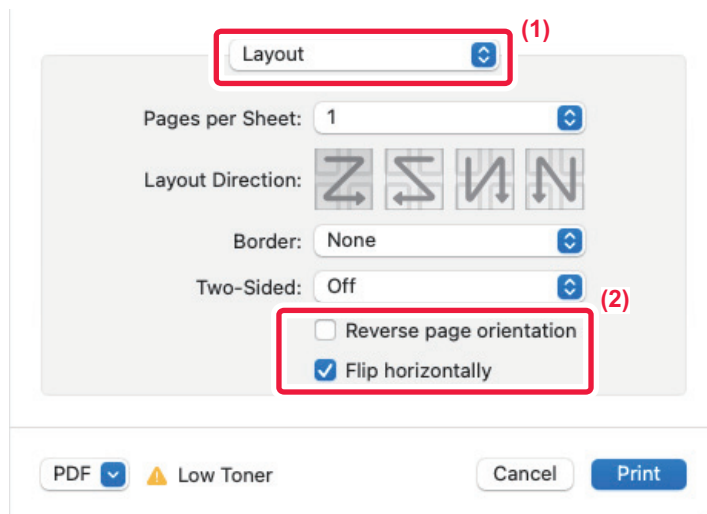 (1)
Layout
Pages per Sheet: 1
Layout Direction:
Border: None
Two-Sided: Off
(2)
Reverse page orientation
Flip horizontally
PDF Low Toner Cancel Print